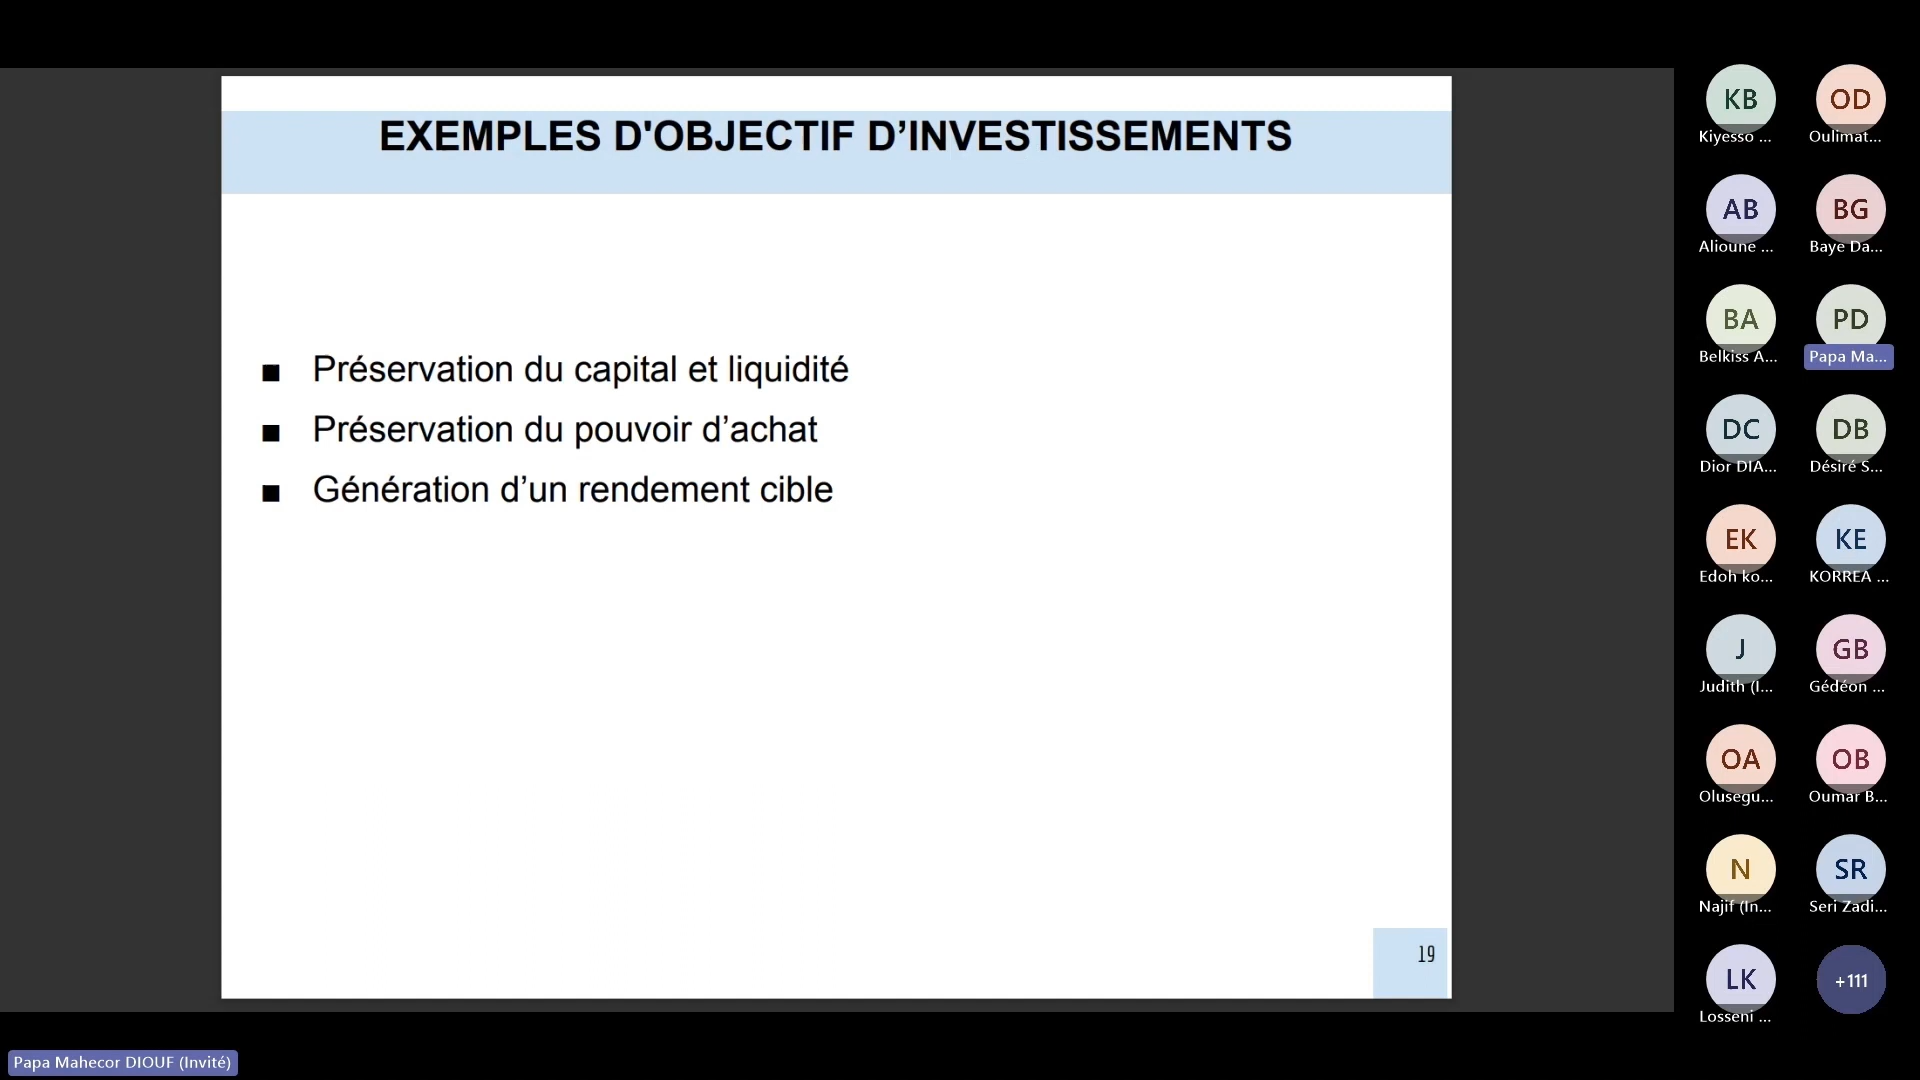 EXEMPLES D'OBJECTIF D’INVESTISSEMENTS
■ Préservation du capital et liquidité
■ Préservation du pouvoir d’achat
■ Génération d’un rendement cible
19
KB OD
Kiyesso ... Oulimat...
AB BG
Alioune ... Baye Da...
BA PD
Belkiss A... Papa Ma...
DC DB
Dior DIA... Désiré S...
EK KE
Edoh ko... KORREA ...
J GB
Judith (I... Gédéon ...
OA OB
Olusegu... Oumar B...
N SR
Najif (In... Seri Zadi...
LK +111
Losseni ...
Papa Mahecor DIOUF (Invité)